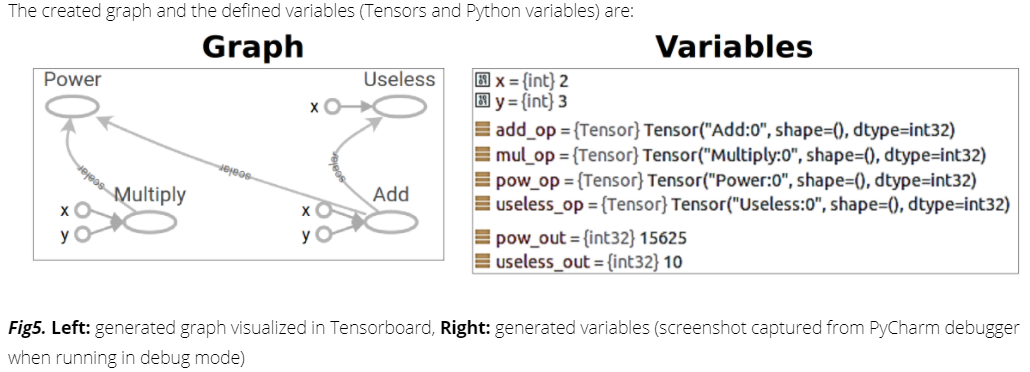 The created graph and the defined variables (Tensors and Python variables) are:
Graph
Variables
Power
Useless
x
scalar
scalar
scalar
Multiply
Add
x
y
x
y
x = {int} 2
y = {int} 3
add_op = {Tensor} Tensor("Add:0", shape=(), dtype=int32)
mul_op = {Tensor} Tensor("Multiply:0", shape=(), dtype=int32)
pow_op = {Tensor} Tensor("Power:0", shape=(), dtype=int32)
useless_op = {Tensor} Tensor("Useless:0", shape=(), dtype=int32)
pow_out = {int32} 15625
useless_out = {int32} 10
Fig5. Left: generated graph visualized in Tensorboard, Right: generated variables (screenshot captured from PyCharm debugger
when running in debug mode)